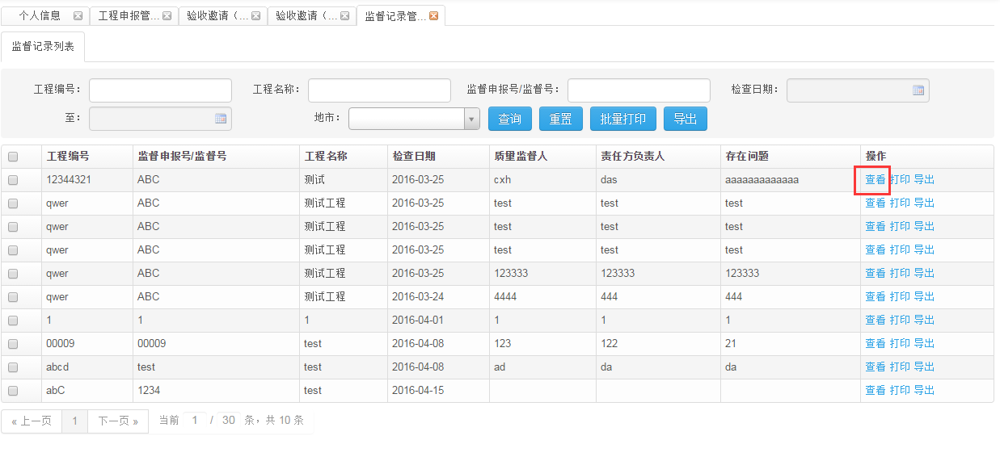 个人信息 工程申报管... 验收邀请（... 验收邀请（... 监督记录管...
监督记录列表
工程编号： 工程名称： 监督申报号/监督号： 检查日期：
至： 地市： 查询 重置 批量打印 导出
工程编号 监督申报号/监督号 工程名称 检查日期 质量监督人 责任方负责人 存在问题 操作
12344321 ABC 测试 2016-03-25 cxh das aaaaaaaaaaaaa 查看 打印 导出
qwer ABC 测试工程 2016-03-25 test test test 查看 打印 导出
qwer ABC 测试工程 2016-03-25 test test test 查看 打印 导出
qwer ABC 测试工程 2016-03-25 test test test 查看 打印 导出
qwer ABC 测试工程 2016-03-25 123333 123333 123333 查看 打印 导出
qwer ABC 测试工程 2016-03-24 4444 444 444 查看 打印 导出
1 1 1 2016-04-01 1 1 1 查看 打印 导出
00009 00009 test 2016-04-08 123 122 21 查看 打印 导出
abcd test test 2016-04-08 ad da da 查看 打印 导出
abC 1234 test 2016-04-15 查看 打印 导出
« 上一页 1 下一页 » 当前 1 / 30 条，共 10 条